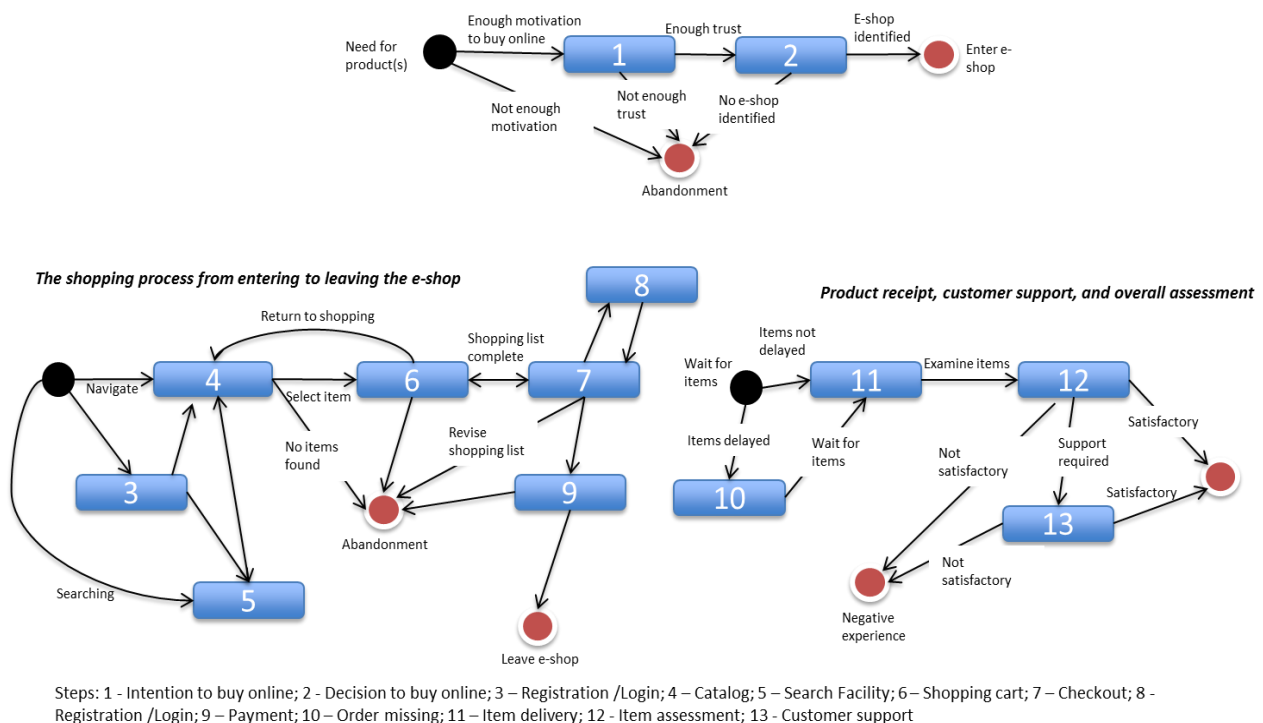 Need for
product(s)
Enough motivation
to buy online
1
Enough trust
2
E-shop
identified
Enter e-
shop
Not enough
motivation
Not enough
trust
No e-shop
identified
Abandonment
The shopping process from entering to leaving the e-shop
Product receipt, customer support, and overall assessment
8
Return to shopping
Shopping list
complete
Navigate
4
Select item
6
7
No items
found
Revise
shopping list
3
9
Abandonment
Searching
5
Leave e-shop
Items not
delayed
Wait for
items
11
Examine items
12
Satisfactory
Items delayed
Wait for
items
Not
satisfactory
Support
required
10
Satisfactory
13
Not
satisfactory
Negative
experience
Steps: 1 - Intention to buy online; 2 - Decision to buy online; 3 – Registration /Login; 4 – Catalog; 5 – Search Facility; 6 – Shopping cart; 7 – Checkout; 8 -
Registration /Login; 9 – Payment; 10 – Order missing; 11 – Item delivery; 12 - Item assessment; 13 - Customer support